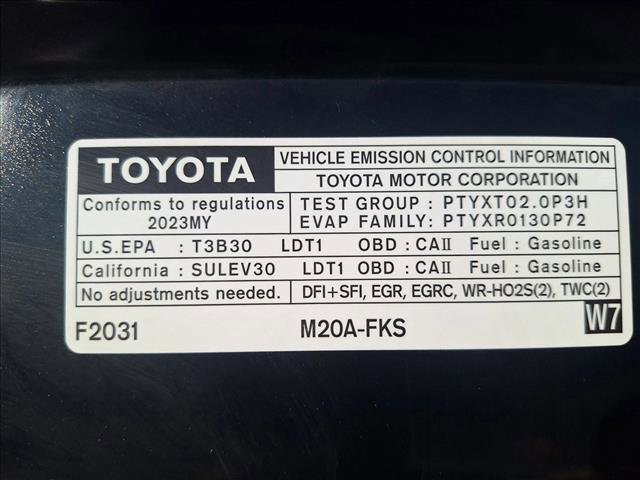 TOYOTA VEHICLE EMISSION CONTROL INFORMATION
TOYOTA MOTOR CORPORATION
Conforms to regulations TEST GROUP : PTYXT02.0P3H
2023MY EVAP FAMILY: PTYXR0130P72
U.S.EPA : T3B30 LDT1 OBD : CAⅡ Fuel : Gasoline
California : SULEV30 LDT1 OBD : CAⅡ Fuel : Gasoline
No adjustments needed. DFI+SFI, EGR, EGRC, WR-HO2S(2), TWC(2)
F2031 M20A-FKS W7